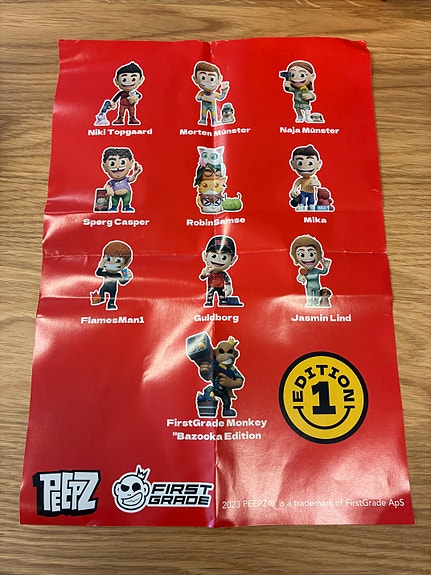 Niki Topgaard
Morten Münster
Naja Münster
Spørg Casper
RobinSamse
Mika
FlamesMan1
Guldborg
Jasmin Lind
FirstGrade Monkey
"Bazooka Edition
EDITION
1
PEEPZ
FIRST
GRADE
2023 PEEPZ® is a trademark of FirstGrade ApS